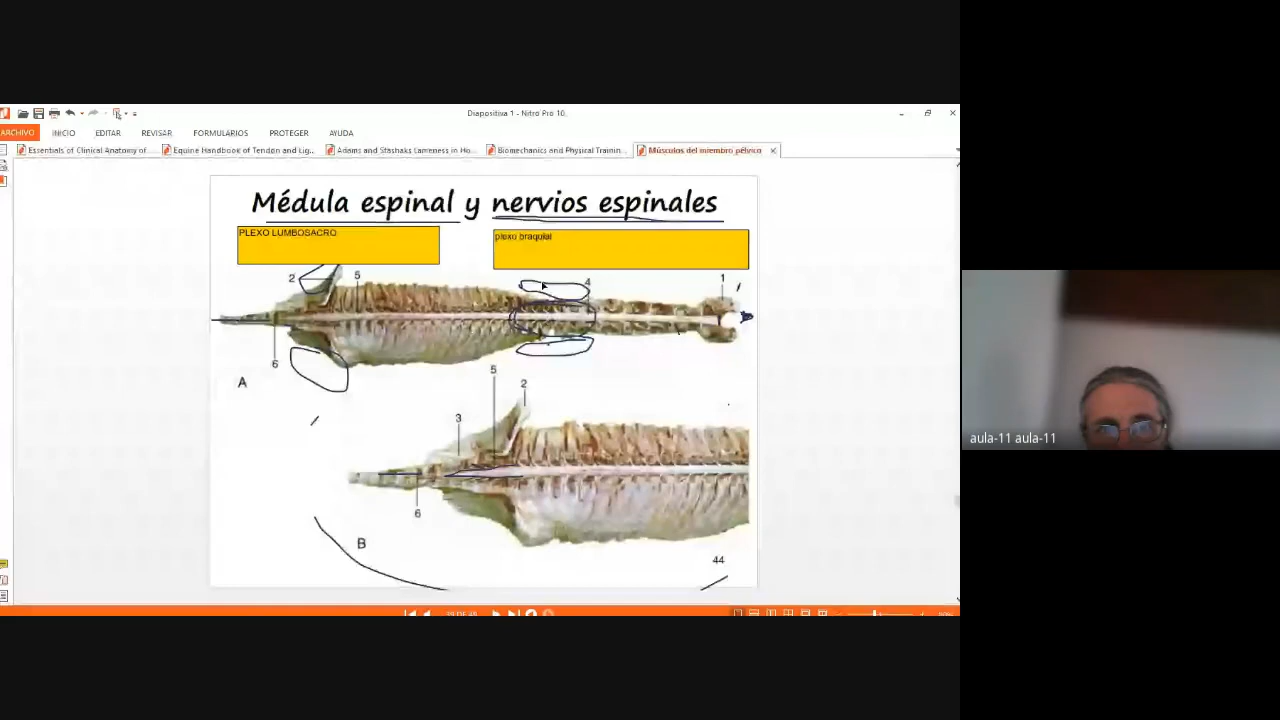 Diapositiva 1 - Nitro Pro 10
ARCHIVO INICIO EDITAR REVISAR FORMULARIOS PROTEGER AYUDA
Essentials of Clinical Anatomy of... Equine Handbook of Tendon and Lig... Adams and Stashaks Lameness in Ho... Biomechanics and Physical Trainin... Músculos del miembro pélvico
Médula espinal y nervios espinales
PLEXO LUMBOSACRO
plexo braquial
2 5 4 1
6
A
5 2
3
6
B
44
aula-11 aula-11